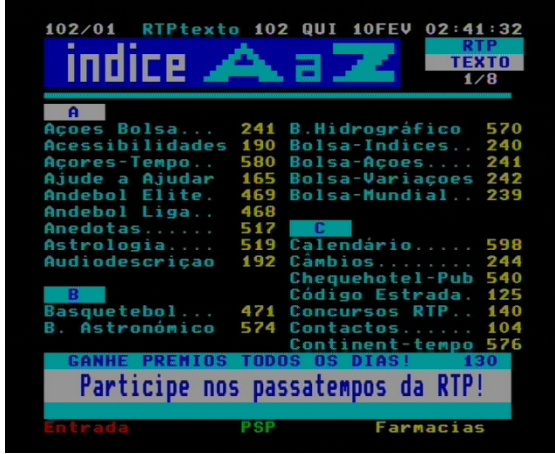 102/01 RTPtexto 102 QUI 10FEV 02:41:32
indice A a Z
RTP
TEXTO
1/8
A
Açoes Bolsa... 241
Acessibilidades 190
Açores-Tempo.. 580
Ajude a Ajudar 165
Andebol Elite. 469
Andebol Liga.. 468
Anedotas...... 517
Astrologia.... 519
Audiodescriçao 192
B
Basquetebol... 471
B. Astronómico 574
B.Hidrográfico 570
Bolsa-Indices.. 240
Bolsa-Açoes.... 241
Bolsa-Variaçoes 242
Bolsa-Mundial.. 239
C
Calendário..... 598
Câmbios........ 244
Chequehotel-Pub 540
Código Estrada. 125
Concursos RTP.. 140
Contactos...... 104
Continent-tempo 576
GANHE PREMIOS TODOS OS DIAS! 130
Participe nos passatempos da RTP!
Entrada PSP Farmacias